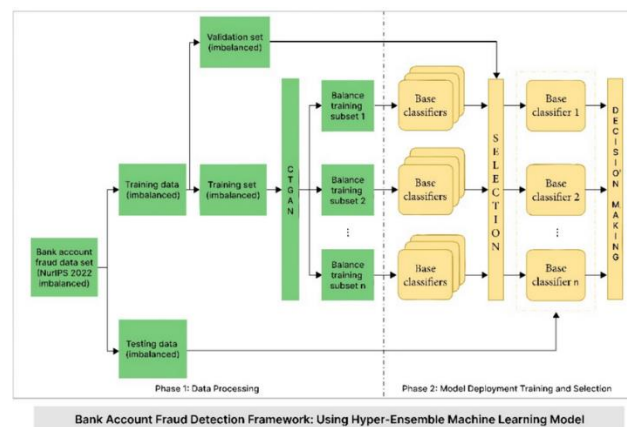 Validation set
(imbalanced)
Training data
(imbalanced)
Training set
(imbalanced)
Bank account
fraud data set
(NurIPS 2022
imbalanced)
Testing data
(imbalanced)
CTGAN
Balance
training
subset 1
Balance
training
subset 2
⋮
Balance
training
subset n
Base
classifiers
Base
classifiers
Base
classifiers
SELECTION
Base
classifier 1
Base
classifier 2
⋮
Base
classifier n
DECISION MAKING
Phase 1: Data Processing
Phase 2: Model Deployment Training and Selection
Bank Account Fraud Detection Framework: Using Hyper-Ensemble Machine Learning Model